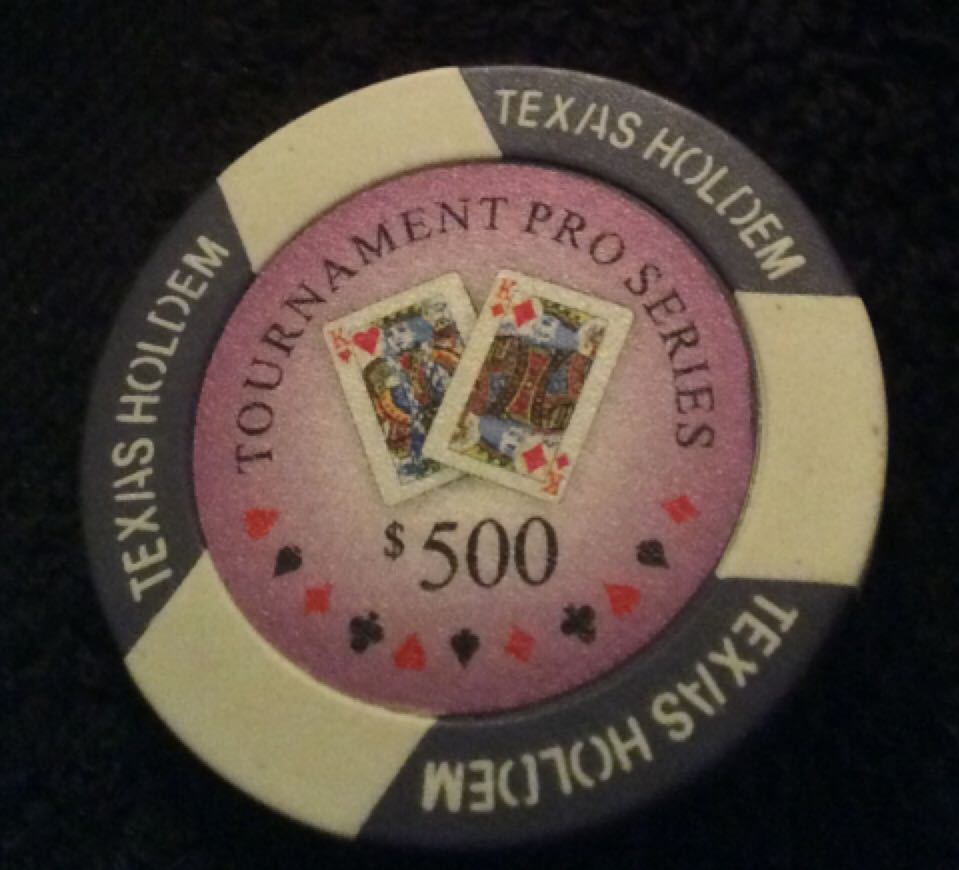 TEXAS HOLDEM
TEXAS HOLDEM
TEXAS HOLDEM
TOURNAMENT PRO SERIES
K
K
K
$500